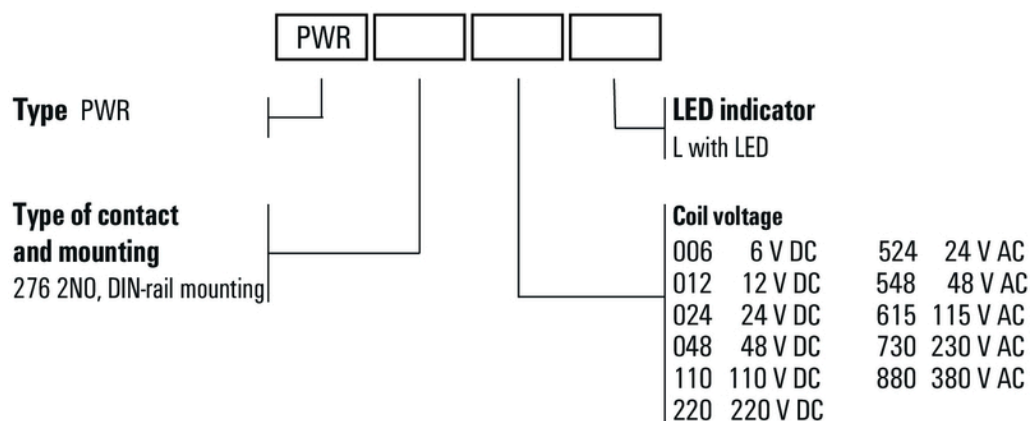 PWR
Type PWR
LED indicator
L with LED
Type of contact
and mounting
276 2NO, DIN-rail mounting
Coil voltage
006 6 V DC 524 24 V AC
012 12 V DC 548 48 V AC
024 24 V DC 615 115 V AC
048 48 V DC 730 230 V AC
110 110 V DC 880 380 V AC
220 220 V DC